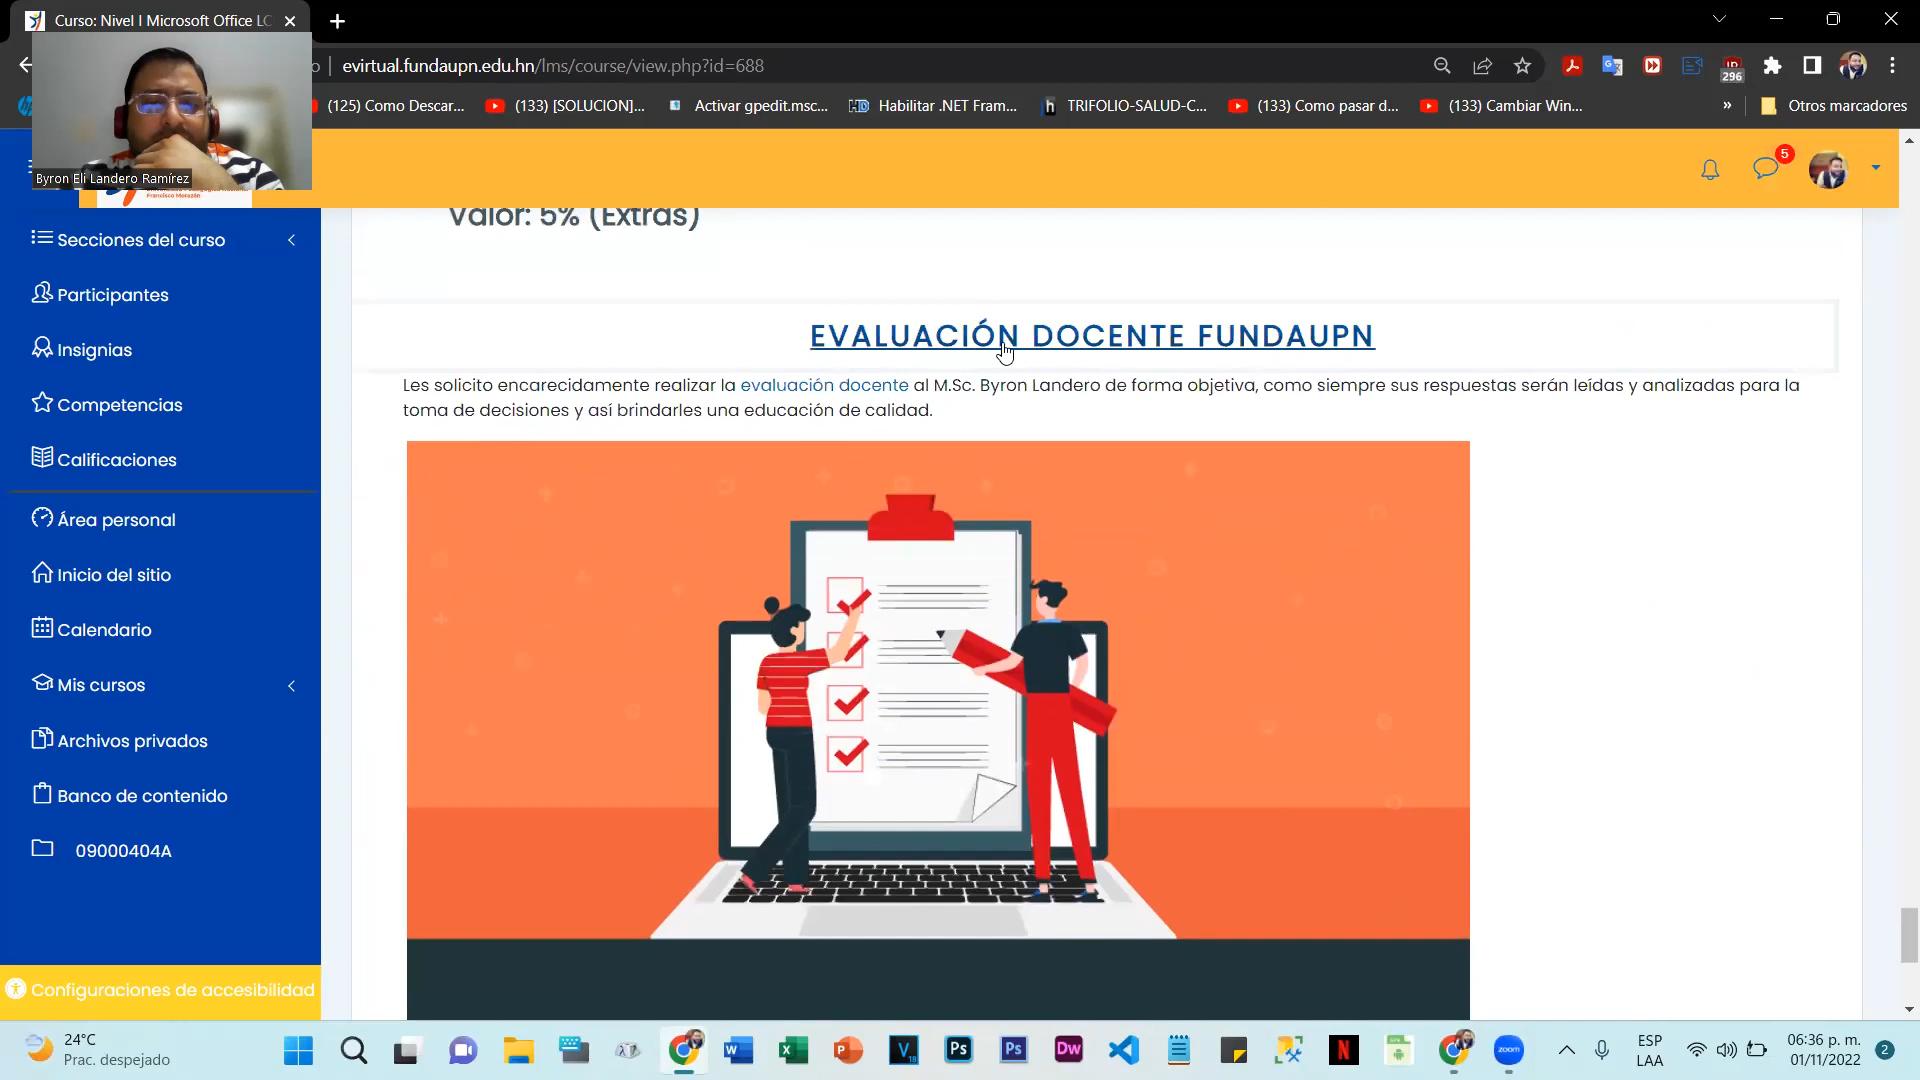 Curso: Nivel I Microsoft Office LC
evirtual.fundaupn.edu.hn/lms/course/view.php?id=688
296
(125) Como Descar...
(133) [SOLUCION]...
Activar gpedit.msc...
Habilitar .NET Fram...
TRIFOLIO-SALUD-C...
(133) Como pasar d...
(133) Cambiar Win...
»
Otros marcadores
Byron Eli Landero Ramírez
Francisco Morazán
5
Secciones del curso
Participantes
Insignias
Competencias
Calificaciones
Área personal
Inicio del sitio
Calendario
Mis cursos
Archivos privados
Banco de contenido
09000404A
Configuraciones de accesibilidad
Valor: 5% (Extras)
EVALUACIÓN DOCENTE FUNDAUPN
Les solicito encarecidamente realizar la evaluación docente al M.Sc. Byron Landero de forma objetiva, como siempre sus respuestas serán leídas y analizadas para la
toma de decisiones y así brindarles una educación de calidad.
24°C
Prac. despejado
ESP
LAA
06:36 p. m.
01/11/2022
2